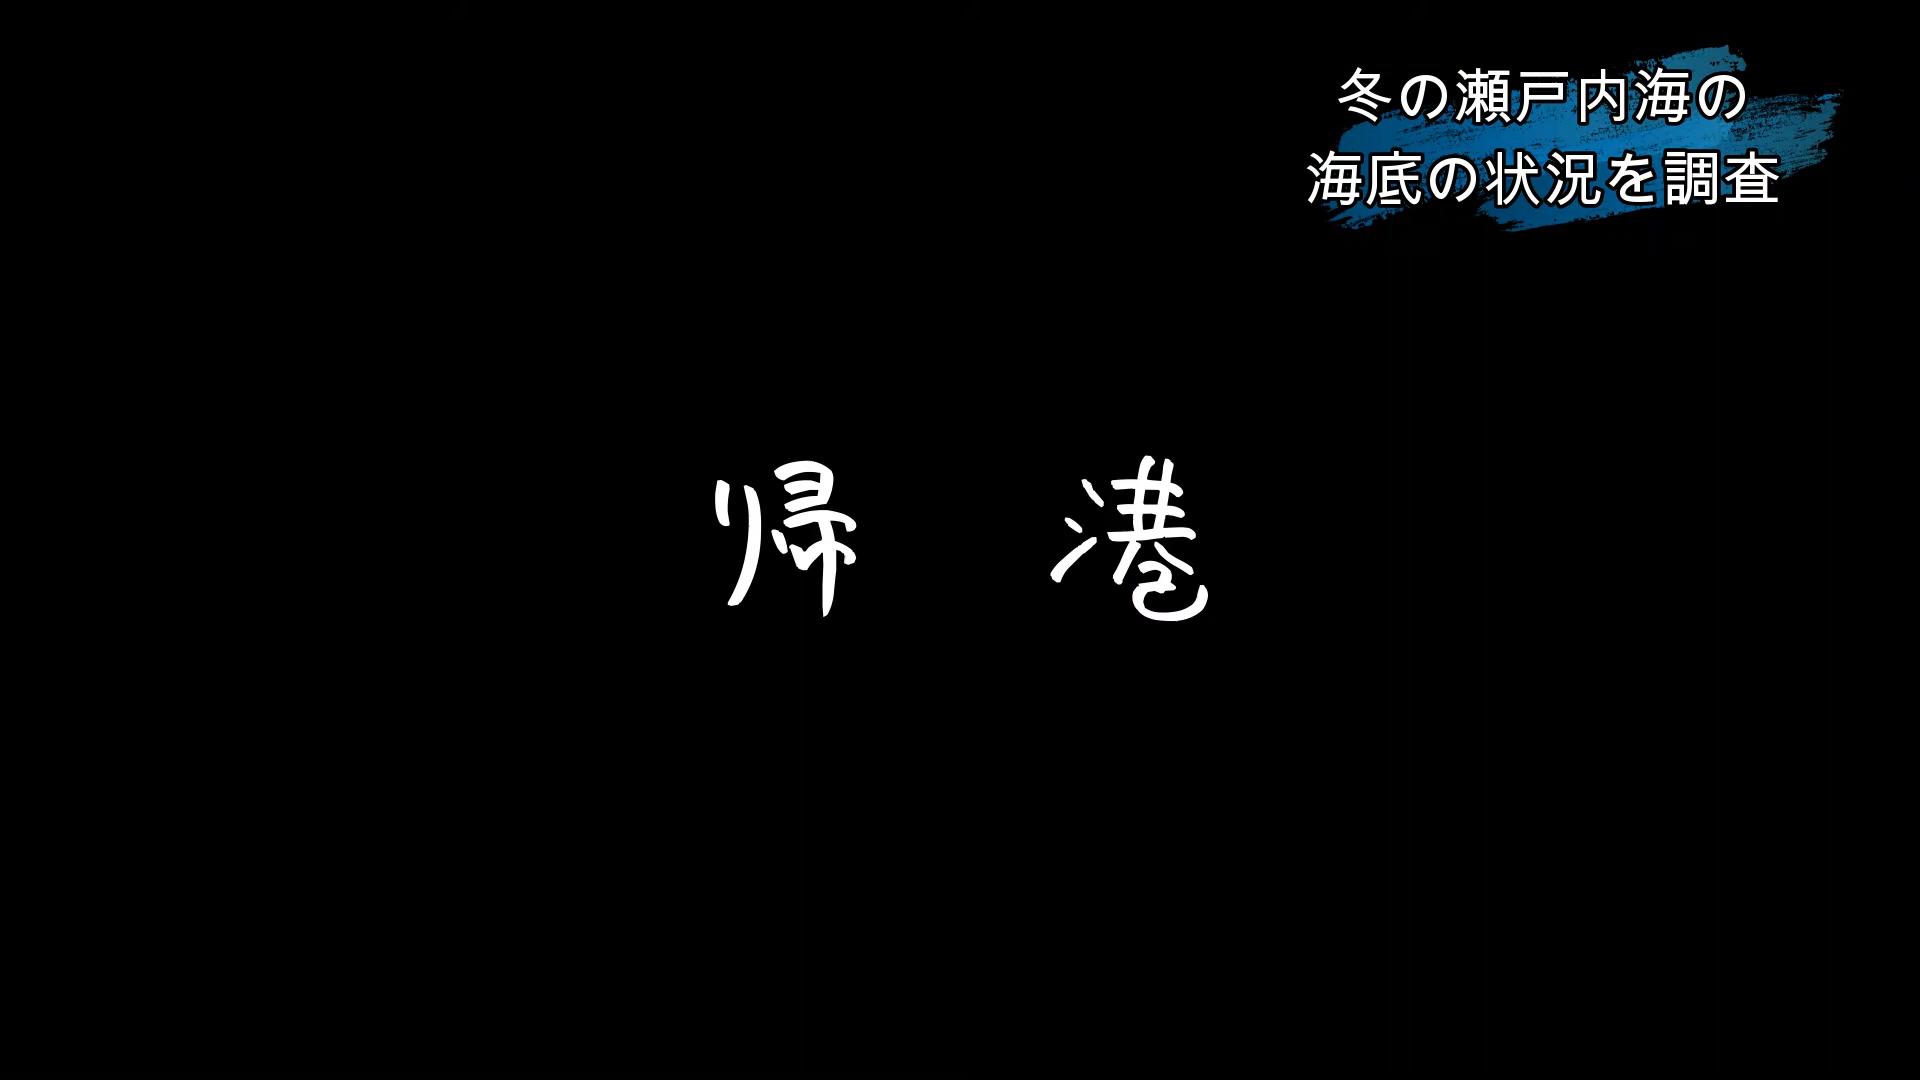 冬の瀬戸内海の
海底の状況を調査
帰 港